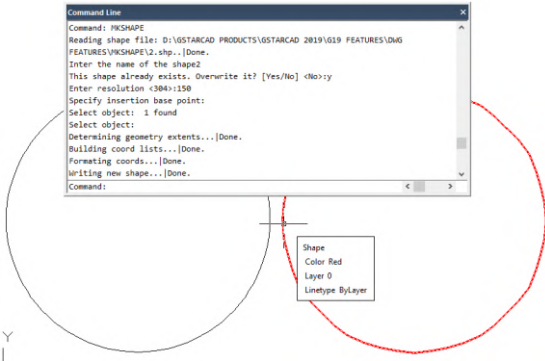 Command Line
Command: MKSHAPE
Reading shape file: D:\GSTARCAD PRODUCTS\GSTARCAD 2019\G19 FEATURES\DWG
FEATURES\MKSHAPE\2.shp..|Done.
Inter the name of the shape2
This shape already exists. Overwrite it? [Yes/No] <No>:y
Enter resolution <304>:150
Specify insertion base point:
Select object:  1 found
Select object:
Determining geometry extents...|Done.
Building coord lists...|Done.
Formating coords...|Done.
Writing new shape...|Done.
Command:
Shape
Color Red
Layer 0
Linetype ByLayer
Y